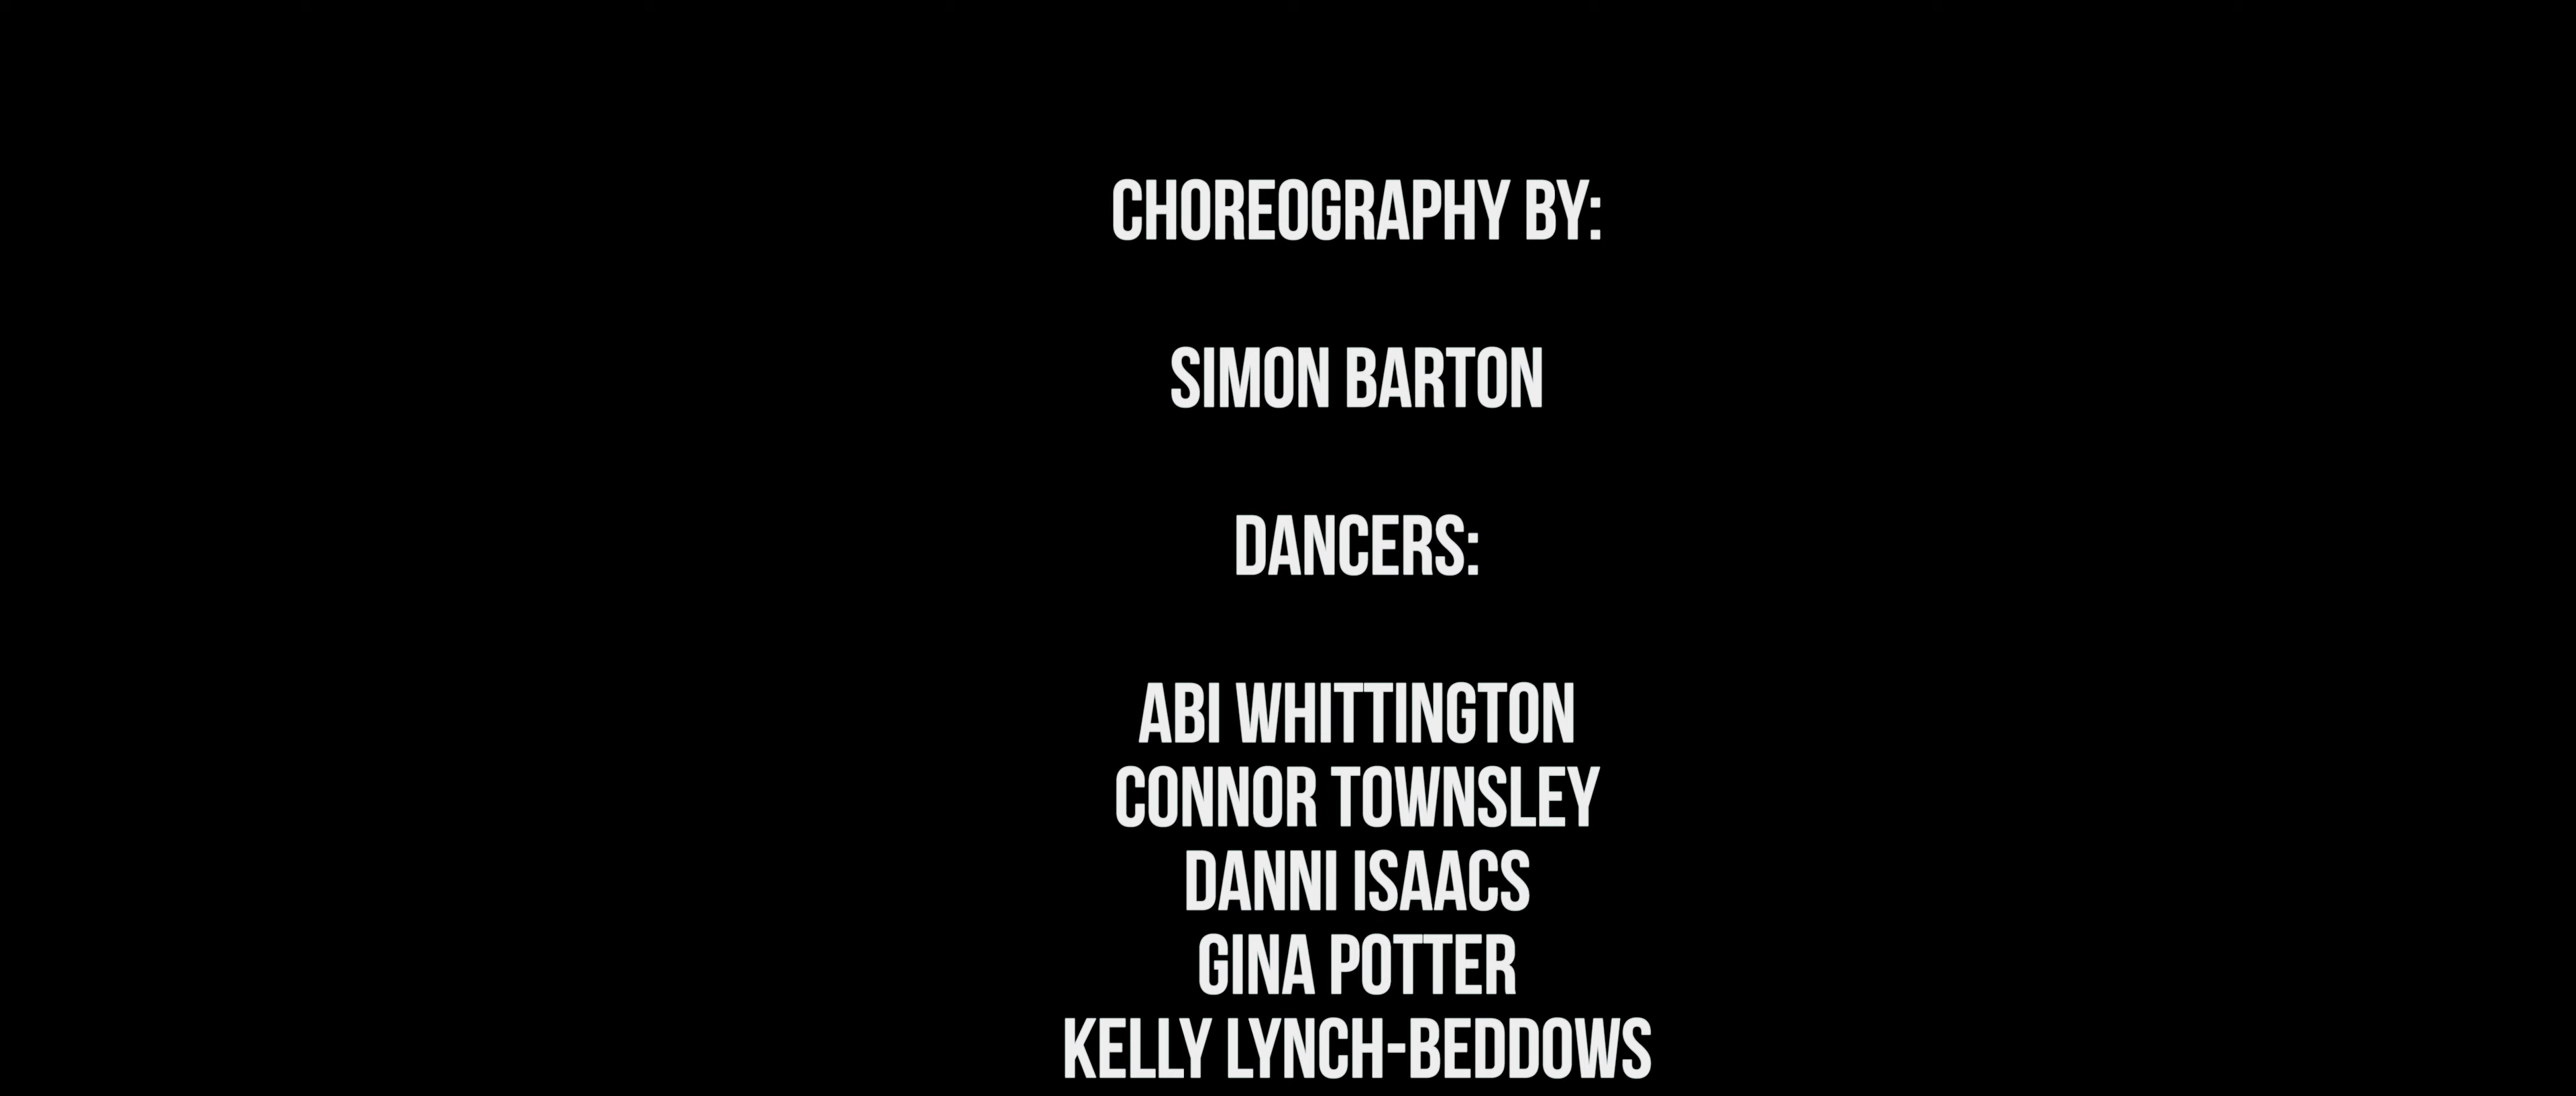 CHOREOGRAPHY BY:
SIMON BARTON
DANCERS:
ABI WHITTINGTON
CONNOR TOWNSLEY
DANNI ISAACS
GINA POTTER
KELLY LYNCH-BEDDOWS